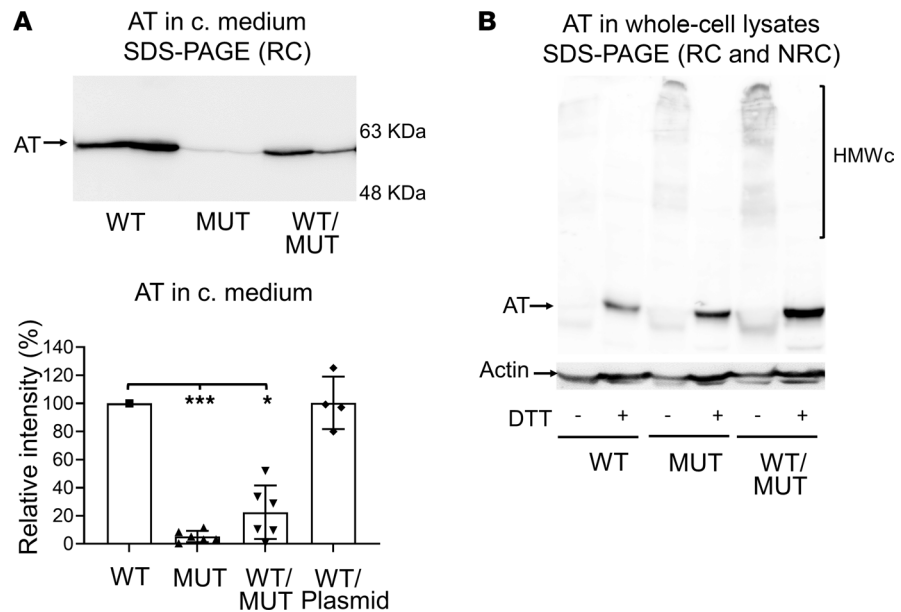 A
AT in c. medium
SDS-PAGE (RC)
AT
63 KDa
48 KDa
WT
MUT
WT/
MUT
AT in c. medium
Relative intensity (%)
140
120
100
80
60
40
20
0
***
*
WT
MUT
WT/
MUT
WT/
Plasmid
B
AT in whole-cell lysates
SDS-PAGE (RC and NRC)
HMWc
AT
Actin
DTT - + - + - +
WT
MUT
WT/
MUT